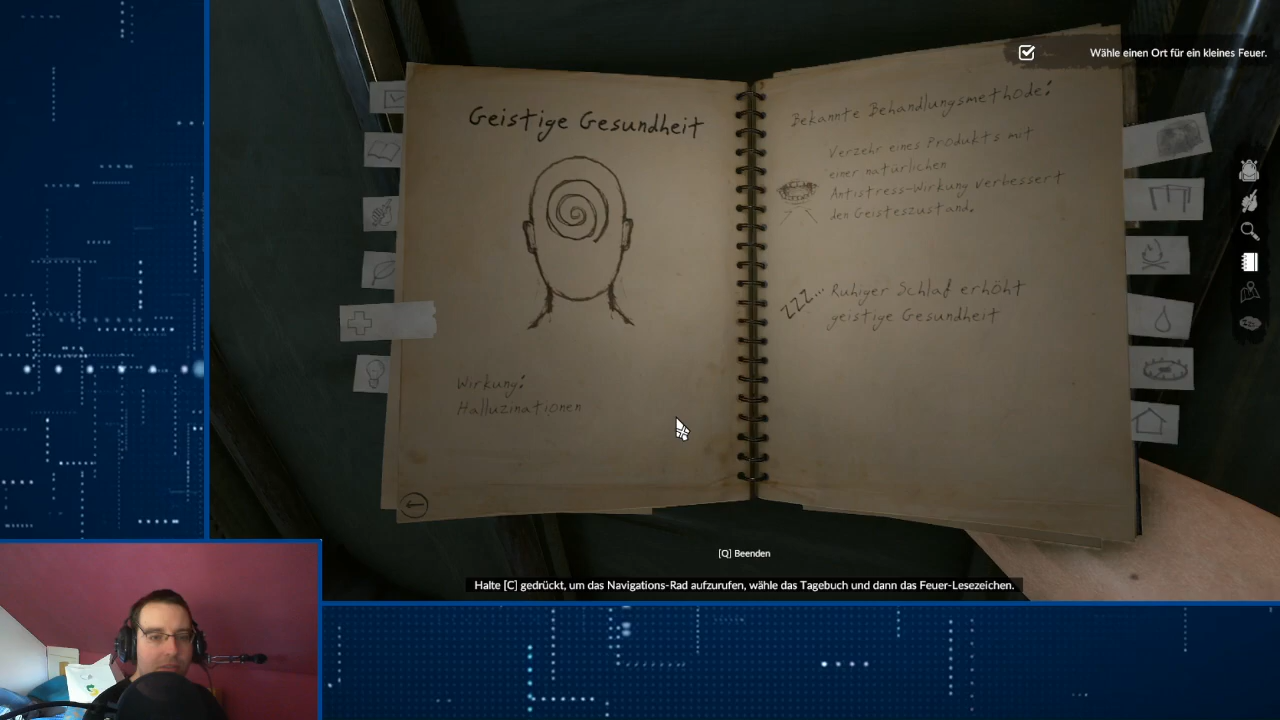 Wähle einen Ort für ein kleines Feuer.
Geistige Gesundheit
Wirkung:
Halluzinationen
Bekannte Behandlungsmethode:
Verzehr eines Produkts mit
einer natürlichen
Antistress-Wirkung verbessert
den Geisteszustand.
ZZZ... Ruhiger Schlaf erhöht
geistige Gesundheit
[Q] Beenden
Halte [C] gedrückt, um das Navigations-Rad aufzurufen, wähle das Tagebuch und dann das Feuer-Lesezeichen.